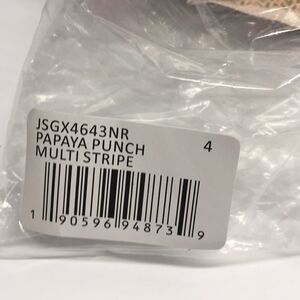 JSGX4643NR 4
PAPAYA PUNCH
MULTI STRIPE
1 90596 94873 9